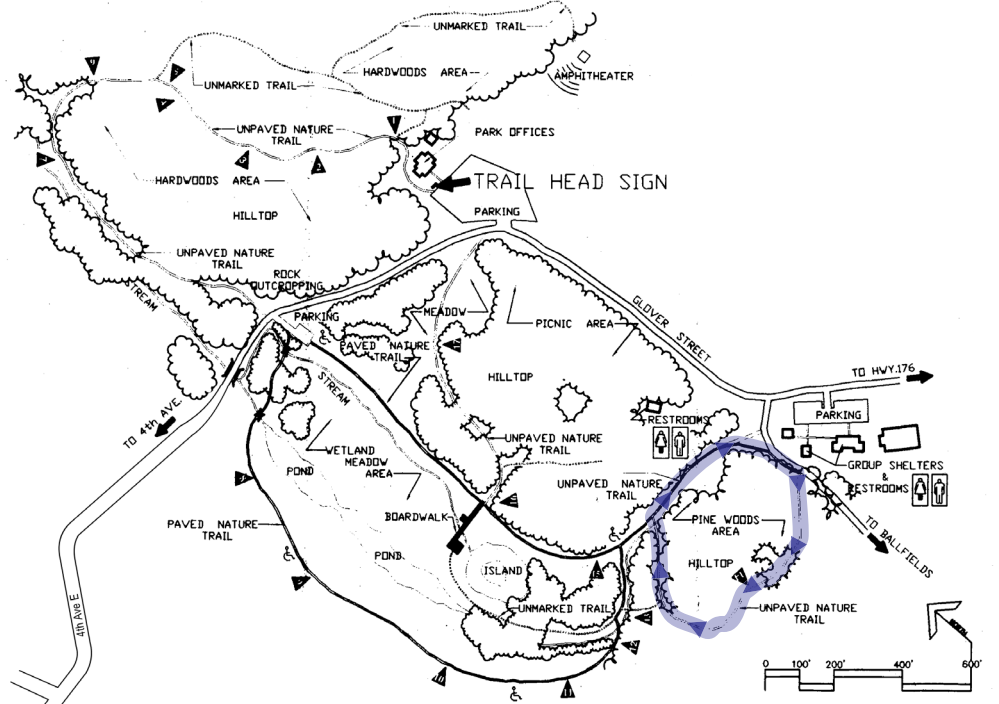 UNMARKED TRAIL
HARDWOODS AREA
AMPHITHEATER
UNMARKED TRAIL
UNPAVED NATURE
TRAIL
PARK OFFICES
HARDWOODS AREA
TRAIL HEAD SIGN
HILLTOP
PARKING
UNPAVED NATURE
TRAIL
ROCK
OUTCROPPING
STREAM
PARKING
MEADOW
PICNIC AREA
GLOVER STREET
PAVED NATURE
TRAIL
TO HWY.176
HILLTOP
STREAM
TO 4th AVE.
PARKING
RESTROOMS
WETLAND
MEADOW
AREA
UNPAVED NATURE
TRAIL
POND
GROUP SHELTERS
&
RESTROOMS
UNPAVED NATURE
TRAIL
BOARDWALK
PINE WOODS
AREA
PAVED NATURE
TRAIL
TO BALLFIELDS
POND
ISLAND
HILLTOP
UNMARKED TRAIL
UNPAVED NATURE
TRAIL
4th Ave E
NORTH
0 100' 200' 400' 600'